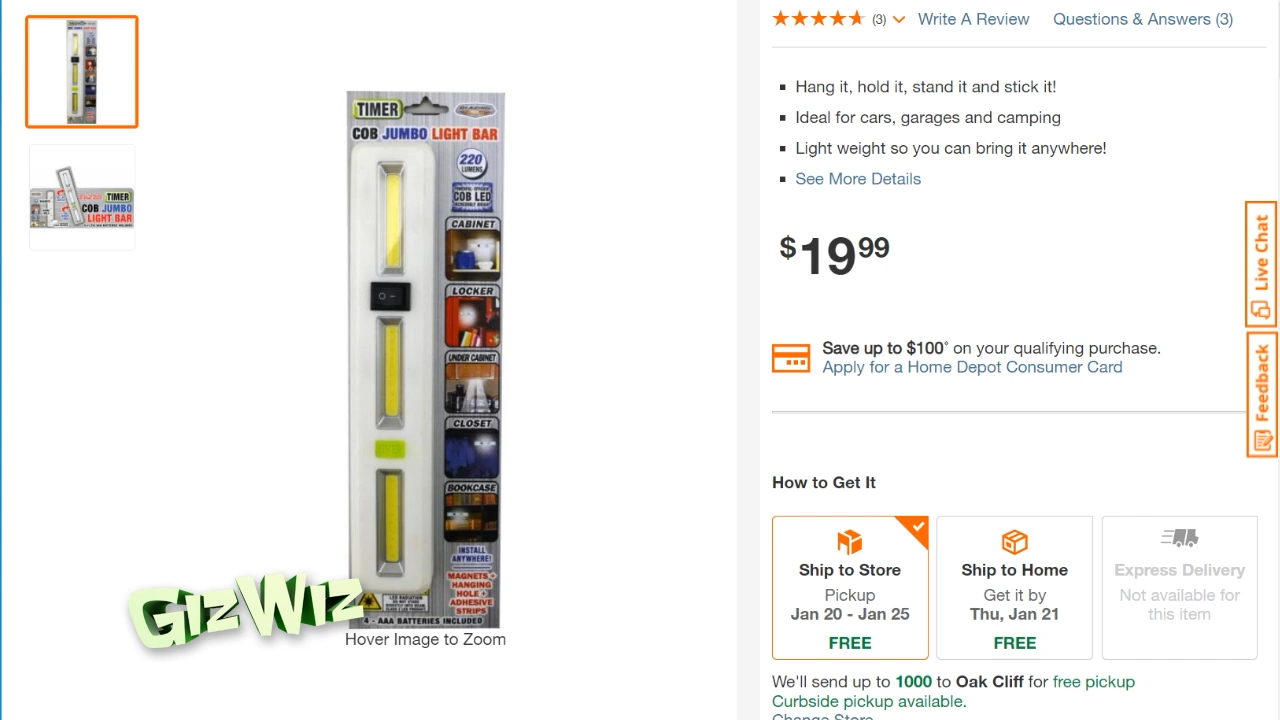 (3)
Write A Review
Questions & Answers (3)
Hang it, hold it, stand it and stick it!
Ideal for cars, garages and camping
Light weight so you can bring it anywhere!
See More Details
$19.99
Save up to $100° on your qualifying purchase.
Apply for a Home Depot Consumer Card
How to Get It
Ship to Store
Pickup
Jan 20 - Jan 25
FREE
Ship to Home
Get it by
Thu, Jan 21
FREE
Express Delivery
Not available for
this item
We'll send up to 1000 to Oak Cliff for free pickup
Curbside pickup available.
Change Store
Live Chat
Feedback
TIMER
COB JUMBO LIGHT BAR
220
LUMENS
COB LED
CABINET
LOCKER
UNDER CABINET
CLOSET
BOOKCASE
INSTALL
ANYWHERE!
MAGNETS +
HANGING
HOLE +
ADHESIVE
STRIPS
4 - AAA BATTERIES INCLUDED
Hover Image to Zoom
GIZWIZ
TIMER
COB JUMBO
LIGHT BAR